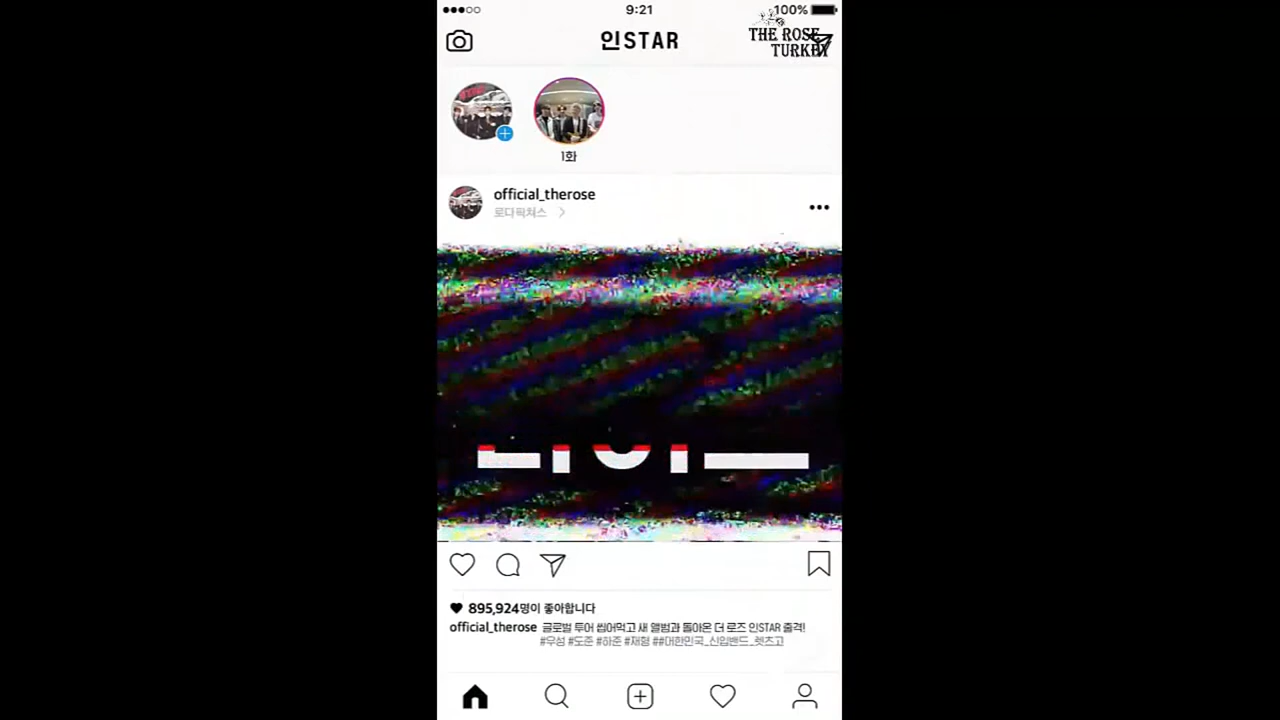 9:21
100%
인STAR
THE ROSE
TURKEY
1화
official_therose
로다픽쳐스
895,924명이 좋아합니다
official_therose 글로벌 투어 씹어먹고 새 앨범과 돌아온 더 로즈 인STAR 출격!
#우성 #도준 #하준 #재형 ##대한민국_신입밴드_렛츠고